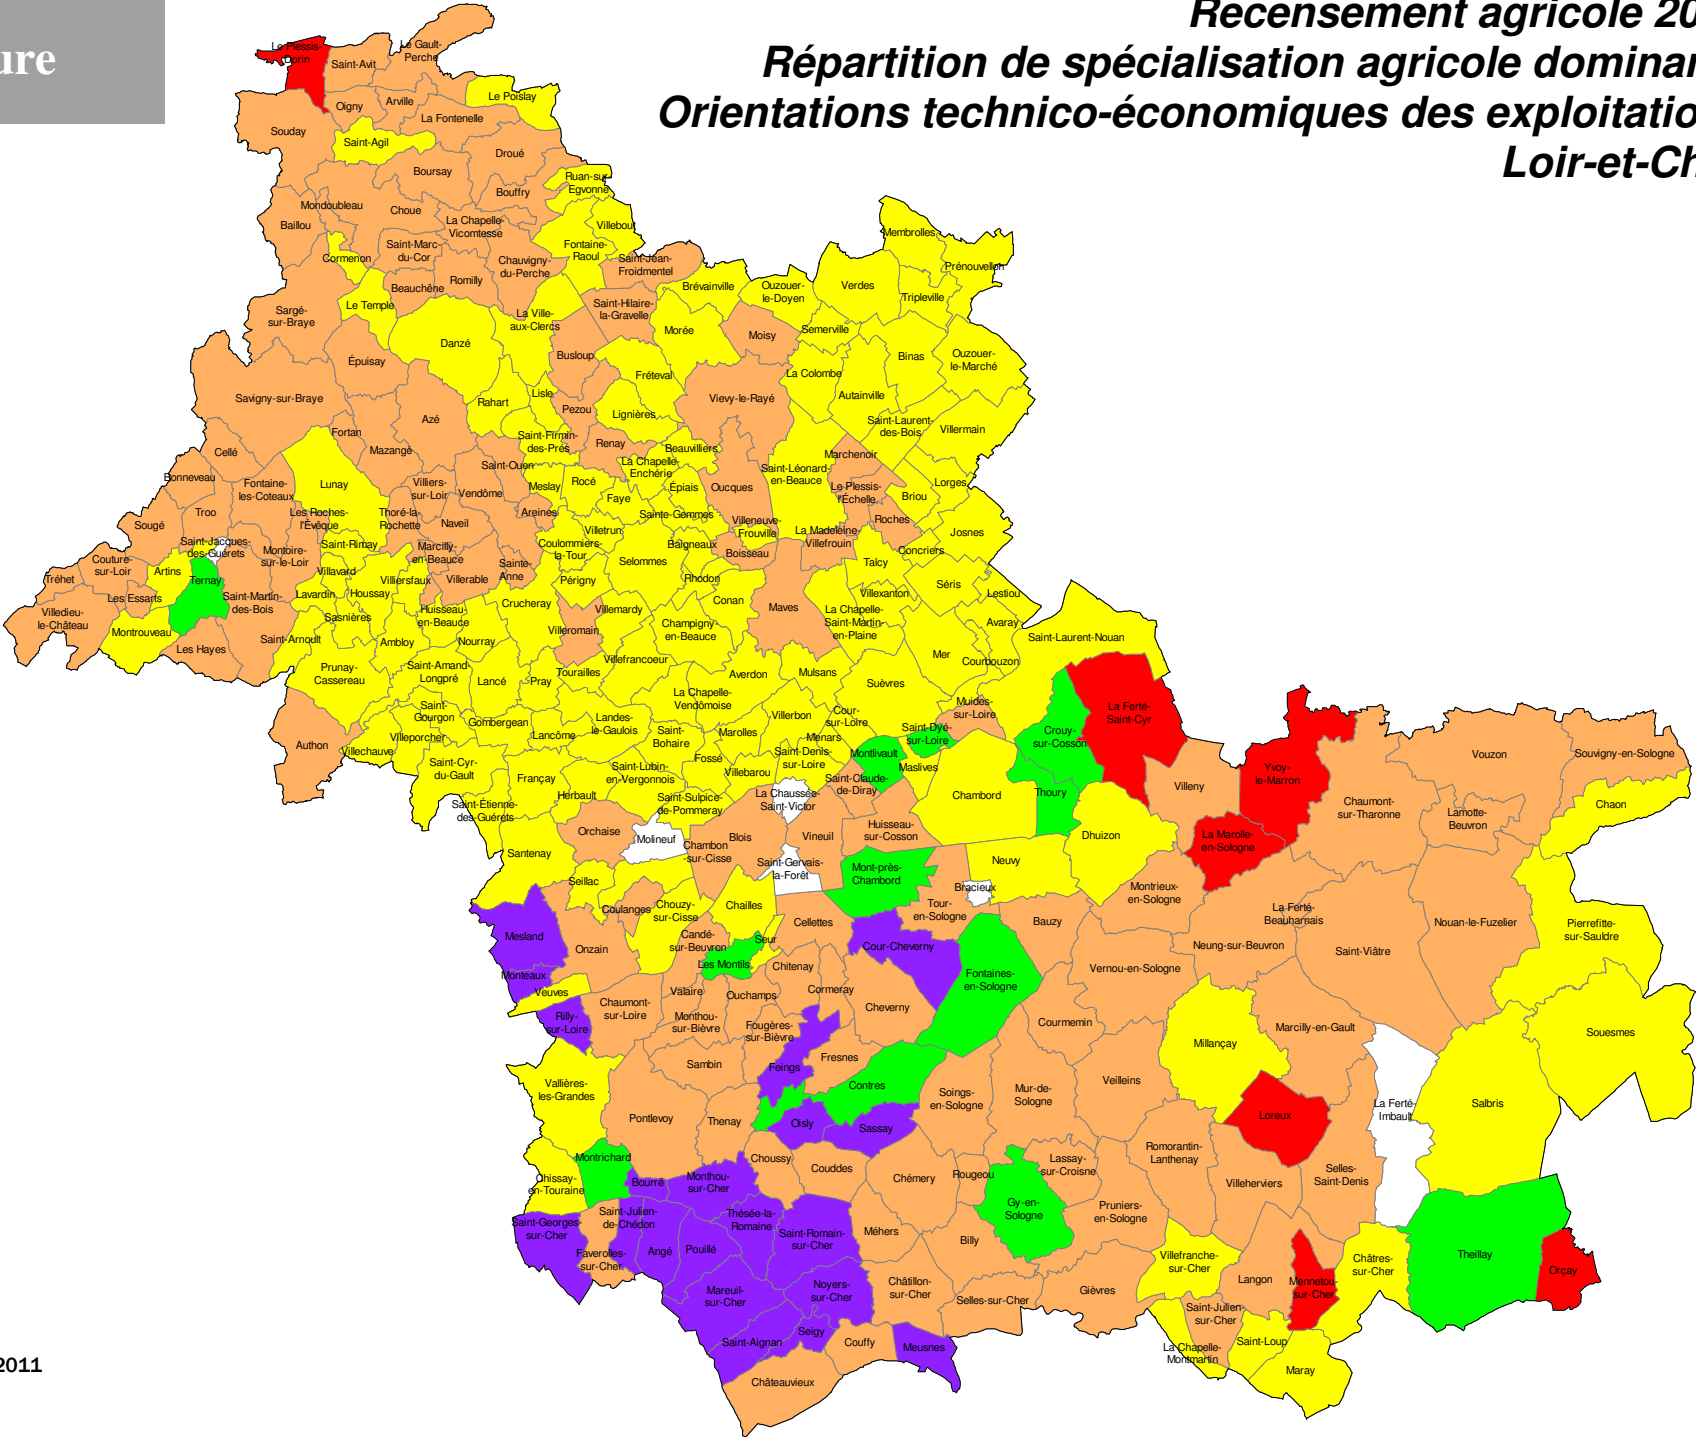 ure
Recensement agricole 20
Répartition de spécialisation agricole dominan
Orientations technico-économiques des exploitatio
Loir-et-Ch
Le Plessis-
Dorin
Saint-Avit
Le Gault-
Perche
Oigny
Arville
La Fontenelle
Le Poislay
Souday
Saint-Agil
Droué
Boursay
Bouffry
Ruan-sur-
Egvonne
Mondoubleau
Baillou
Choue
La Chapelle-
Vicomtesse
Villebout
Fontaine-
Raoul
Cormenon
Saint-Marc-
du-Cor
Chauvigny-
du-Perche
Saint-Jean-
Froidmentel
Membrolles
Prénouvellon
Beauchêne
Romilly
Brévainville
Ouzouer-
le-Doyen
Verdes
Tripleville
Sargé-
sur-Braye
Le Temple
La Ville-
aux-Clercs
Saint-Hilaire-
la-Gravelle
Morée
Moisy
Semerville
Danzé
Busloup
Binas
Ouzouer-
le-Marché
Épuisay
Fréteval
La Colombe
Savigny-sur-Braye
Rahart
Lisle
Vievy-le-Rayé
Autainville
Azé
Pezou
Lignières
Saint-Laurent-
des-Bois
Villermain
Fortan
Mazangé
Saint-Firmin-
des-Prés
Renay
Beauvilliers
Cellé
Saint-Ouen
La Chapelle-
Enchérie
Saint-Léonard-
en-Beauce
Marchenoir
Bonneveau
Fontaine-
les-Coteaux
Lunay
Villiers-
sur-Loir
Vendôme
Meslay
Rocé
Faye
Épiais
Oucques
Le Plessis-
l'Échelle
Briou
Lorges
Sougé
Troo
Les Roches-
l'Évêque
Thoré-la-
Rochette
Naveil
Areines
Sainte-Gemmes
Villeneuve-
Frouville
La Madeleine-
Villefrouin
Roches
Josnes
Saint-Jacques-
des-Guérets
Montoire-
sur-le-Loir
Saint-Rimay
Marcilly-
en-Beauce
Coulommiers-
la-Tour
Villetrun
Selommes
Baigneaux
Boisseau
Concriers
Talcy
Couture-
sur-Loir
Artins
Ternay
Villavard
Villiersfaux
Villerable
Sainte-
Anne
Périgny
Rhodon
Séris
Tréhet
Les Essarts
Saint-Martin-
des-Bois
Lavardin
Houssay
Huisseau-
en-Beauce
Crucheray
Villemardy
Conan
Maves
Villexanton
Lestiou
Villedieu-
le-Château
Montrouveau
Sasnières
Nourray
Villeromain
Champigny-
en-Beauce
La Chapelle-
Saint-Martin-
en-Plaine
Avaray
Saint-Laurent-Nouan
Les Hayes
Saint-Arnoult
Ambloy
Villefrancoeur
Mer
Courbouzon
Prunay-
Cassereau
Saint-Amand-
Longpré
Lancé
Pray
Tourailles
Averdon
Mulsans
Suèvres
La Ferté-
Saint-Cyr
Saint-
Gourgon
Gombergean
La Chapelle-
Vendômoise
Villerbon
Cour-
sur-Loire
Muides-
sur-Loire
Authon
Villechauve
Villeporcher
Lancôme
Landes-
le-Gaulois
Saint-
Bohaire
Marolles
Menars
Saint-Dyé-
sur-Loire
Crouy-
sur-Cosson
Vouzon
Souvigny-en-Sologne
Saint-Cyr-
du-Gault
Françay
Saint-Lubin-
en-Vergonnois
Fossé
Villebarou
Saint-Denis-
sur-Loire
Montlivault
Maslives
Saint-Claude-
de-Diray
Yvoy-
le-Marron
Villeny
Chaumont-
sur-Tharonne
Lamotte-
Beuvron
Chaon
Saint-Étienne-
des-Guérets
Herbault
Saint-Sulpice-
de-Pommeray
La Chaussée-
Saint-Victor
Chambord
Thoury
Dhuizon
La Marolle-
en-Sologne
Orchaise
Molineuf
Blois
Vineuil
Huisseau-
sur-Cosson
Santenay
Chambon
-sur-Cisse
Saint-Gervais-
la-Forêt
Mont-près-
Chambord
Neuvy
Montrieux-
en-Sologne
Seillac
Bracieux
Coulanges
Chouzy-
sur-Cisse
Chailles
Cellettes
Tour-
en-Sologne
Bauzy
La Ferté-
Beauharnais
Nouan-le-Fuzelier
Pierrefitte-
sur-Sauldre
Mesland
Onzain
Candé-
sur-Beuvron
Seur
Cour-Cheverny
Neung-sur-Beuvron
Saint-Viâtre
Monteaux
Les Montils
Chitenay
Fontaines-
en-Sologne
Vernou-en-Sologne
Veuves
Chaumont-
sur-Loire
Valaire
Ouchamps
Cormeray
Cheverny
Rilly-
sur-Loire
Monthou-
sur-Bièvre
Fougères-
sur-Bièvre
Courmemin
Marcilly-en-Gault
Souesmes
Millançay
Sambin
Feings
Fresnes
Vallières-
les-Grandes
Contres
Soings-
en-Sologne
Mur-de-
Sologne
Veilleins
Loreux
La Ferté-
Imbault
Salbris
Pontlevoy
Thenay
Oisly
Sassay
Montrichard
Choussy
Couddes
Chémery
Rougeou
Lassay-
sur-Croisne
Romorantin-
Lanthenay
Villeherviers
Selles-
Saint-Denis
Chissay-
en-Touraine
Bourré
Monthou-
sur-Cher
Gy-en-
Sologne
Pruniers-
en-Sologne
Saint-Georges-
sur-Cher
Saint-Julien-
de-Chédon
Thésée-la-
Romaine
Saint-Romain-
sur-Cher
Méhers
Billy
Faverolles-
sur-Cher
Angé
Pouillé
Villefranche-
sur-Cher
Châtres-
sur-Cher
Theillay
Orçay
Mareuil-
sur-Cher
Noyers-
sur-Cher
Châtillon-
sur-Cher
Selles-sur-Cher
Gièvres
Langon
Mennetou-
sur-Cher
Saint-Julien-
sur-Cher
Saint-Aignan
Seigy
Couffy
Meusnes
La Chapelle-
Montmartin
Saint-Loup
Maray
Châteauvieux
2011